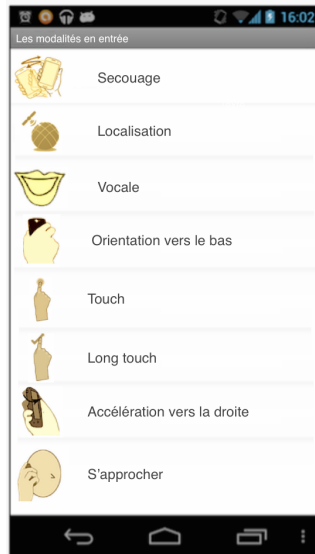 16:02
Les modalités en entrée
Secouage
Localisation
Vocale
Orientation vers le bas
Touch
Long touch
Accélération vers la droite
S'approcher